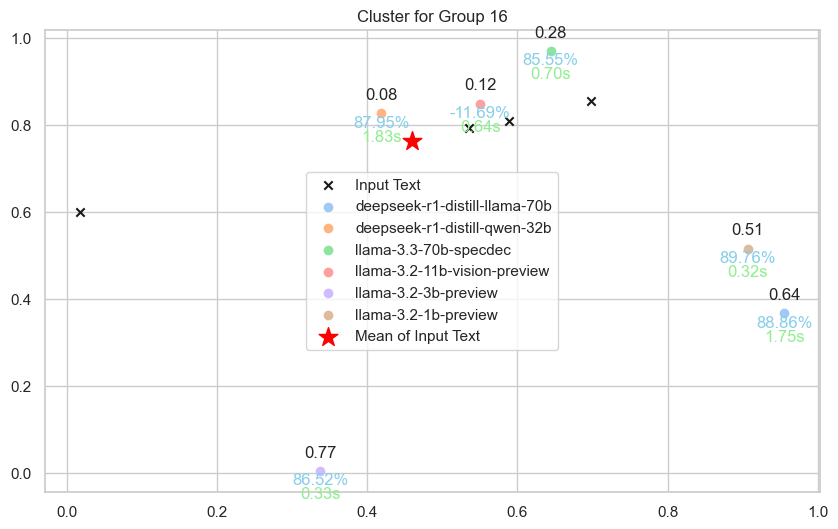 Cluster for Group 16
1.0
0.8
0.6
0.4
0.2
0.0
0.28
85.55%
0.70s
0.08
87.95%
1.83s
0.12
-11.69%
0.64s
Input Text
deepseek-r1-distill-llama-70b
deepseek-r1-distill-qwen-32b
llama-3.3-70b-specdec
llama-3.2-11b-vision-preview
llama-3.2-3b-preview
llama-3.2-1b-preview
Mean of Input Text
0.51
89.76%
0.32s
0.64
88.86%
1.75s
0.77
86.52%
0.33s
0.0
0.2
0.4
0.6
0.8
1.0